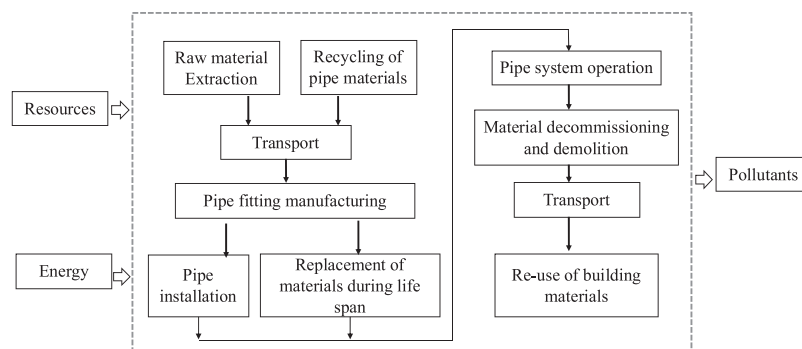 Resources
Energy
Raw material
Extraction
Recycling of
pipe materials
Transport
Pipe fitting manufacturing
Pipe
installation
Replacement of
materials during life
span
Pipe system operation
Material decommissioning
and demolition
Transport
Re-use of building
materials
Pollutants